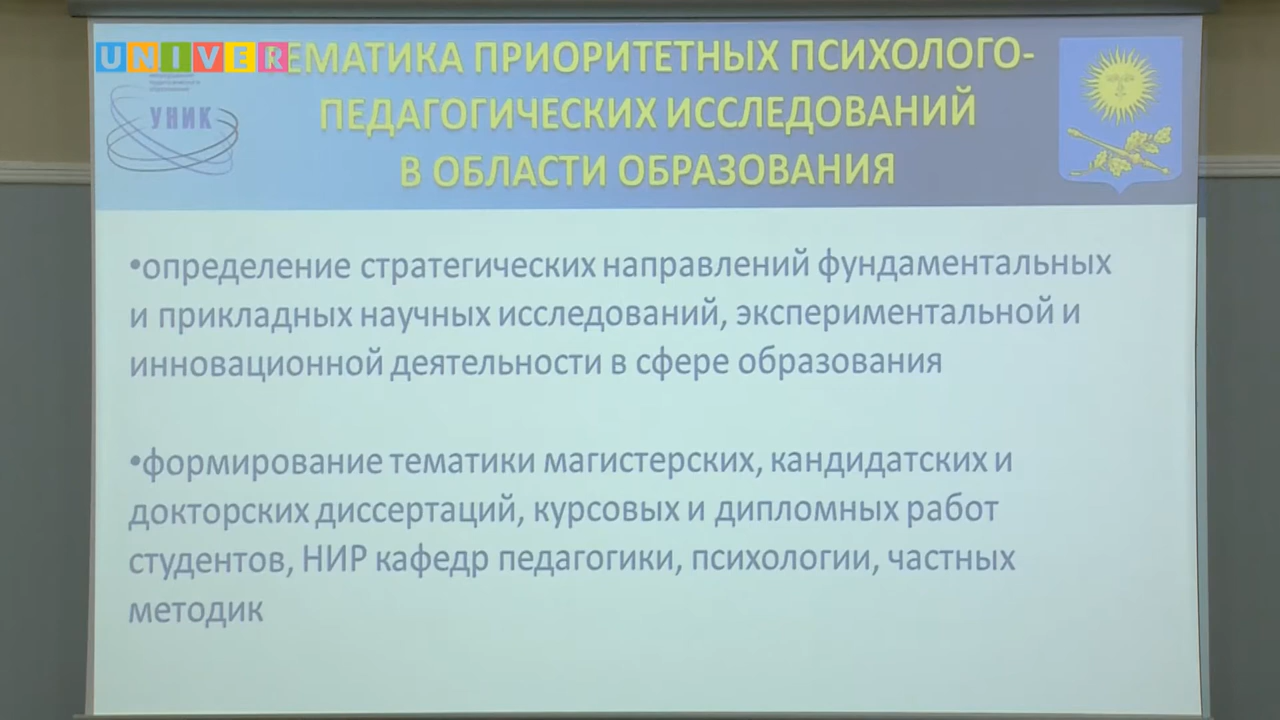 UNIVER
ЕМАТИКА ПРИОРИТЕТНЫХ ПСИХОЛОГО-
ПЕДАГОГИЧЕСКИХ ИССЛЕДОВАНИЙ
В ОБЛАСТИ ОБРАЗОВАНИЯ
УНИК
•определение стратегических направлений фундаментальных
и прикладных научных исследований, экспериментальной и
инновационной деятельности в сфере образования
•формирование тематики магистерских, кандидатских и
докторских диссертаций, курсовых и дипломных работ
студентов, НИР кафедр педагогики, психологии, частных
методик